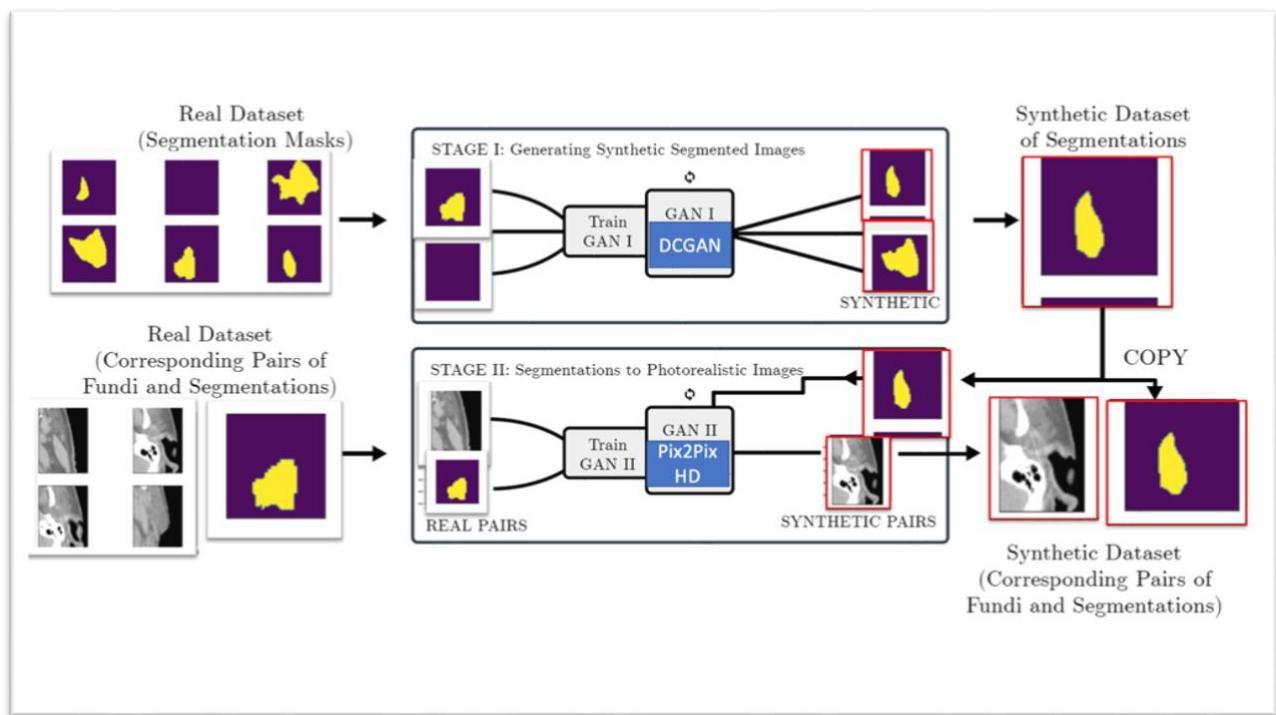 Real Dataset
(Segmentation Masks)
STAGE I: Generating Synthetic Segmented Images
Train
GAN I
GAN I
DCGAN
SYNTHETIC
Synthetic Dataset
of Segmentations
COPY
Real Dataset
(Corresponding Pairs of
Fundi and Segmentations)
STAGE II: Segmentations to Photorealistic Images
REAL PAIRS
Train
GAN II
GAN II
Pix2Pix
HD
SYNTHETIC PAIRS
Synthetic Dataset
(Corresponding Pairs of
Fundi and Segmentations)